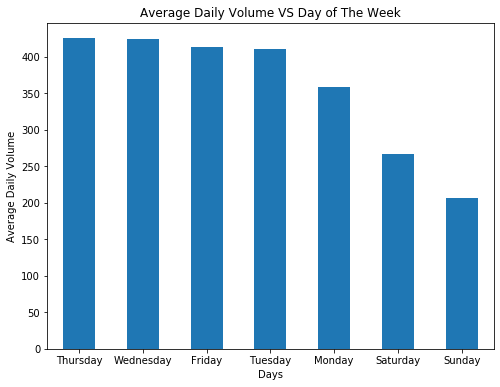 Average Daily Volume VS Day of The Week
Average Daily Volume
400
350
300
250
200
150
100
50
0
Thursday Wednesday Friday Tuesday Monday Saturday Sunday
Days